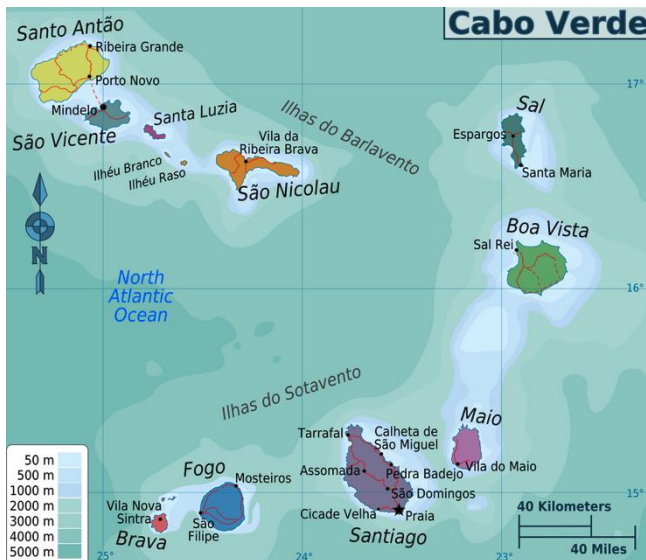 Cabo Verde
Santo Antão
Ribeira Grande
Porto Novo
17°
Mindelo
Santa Luzia
São Vicente
Ilhas do Barlavento
Sal
Espargos
Santa Maria
Vila da
Ribeira Brava
Ilhéu Branco
Ilhéu Raso
São Nicolau
Boa Vista
Sal Rei
N
North
Atlantic
Ocean
16°
Ilhas do Sotavento
Tarrafal
Calheta de
São Miguel
Maio
Assomada
Pedra Badejo
Vila do Maio
São Domingos
Cicade Velha
Praia
Santiago
Fogo
Mosteiros
Vila Nova
Sintra
São
Filipe
Brava
15°
50 m
500 m
1000 m
2000 m
3000 m
4000 m
5000 m
25°
24°
23°
40 Kilometers
40 Miles